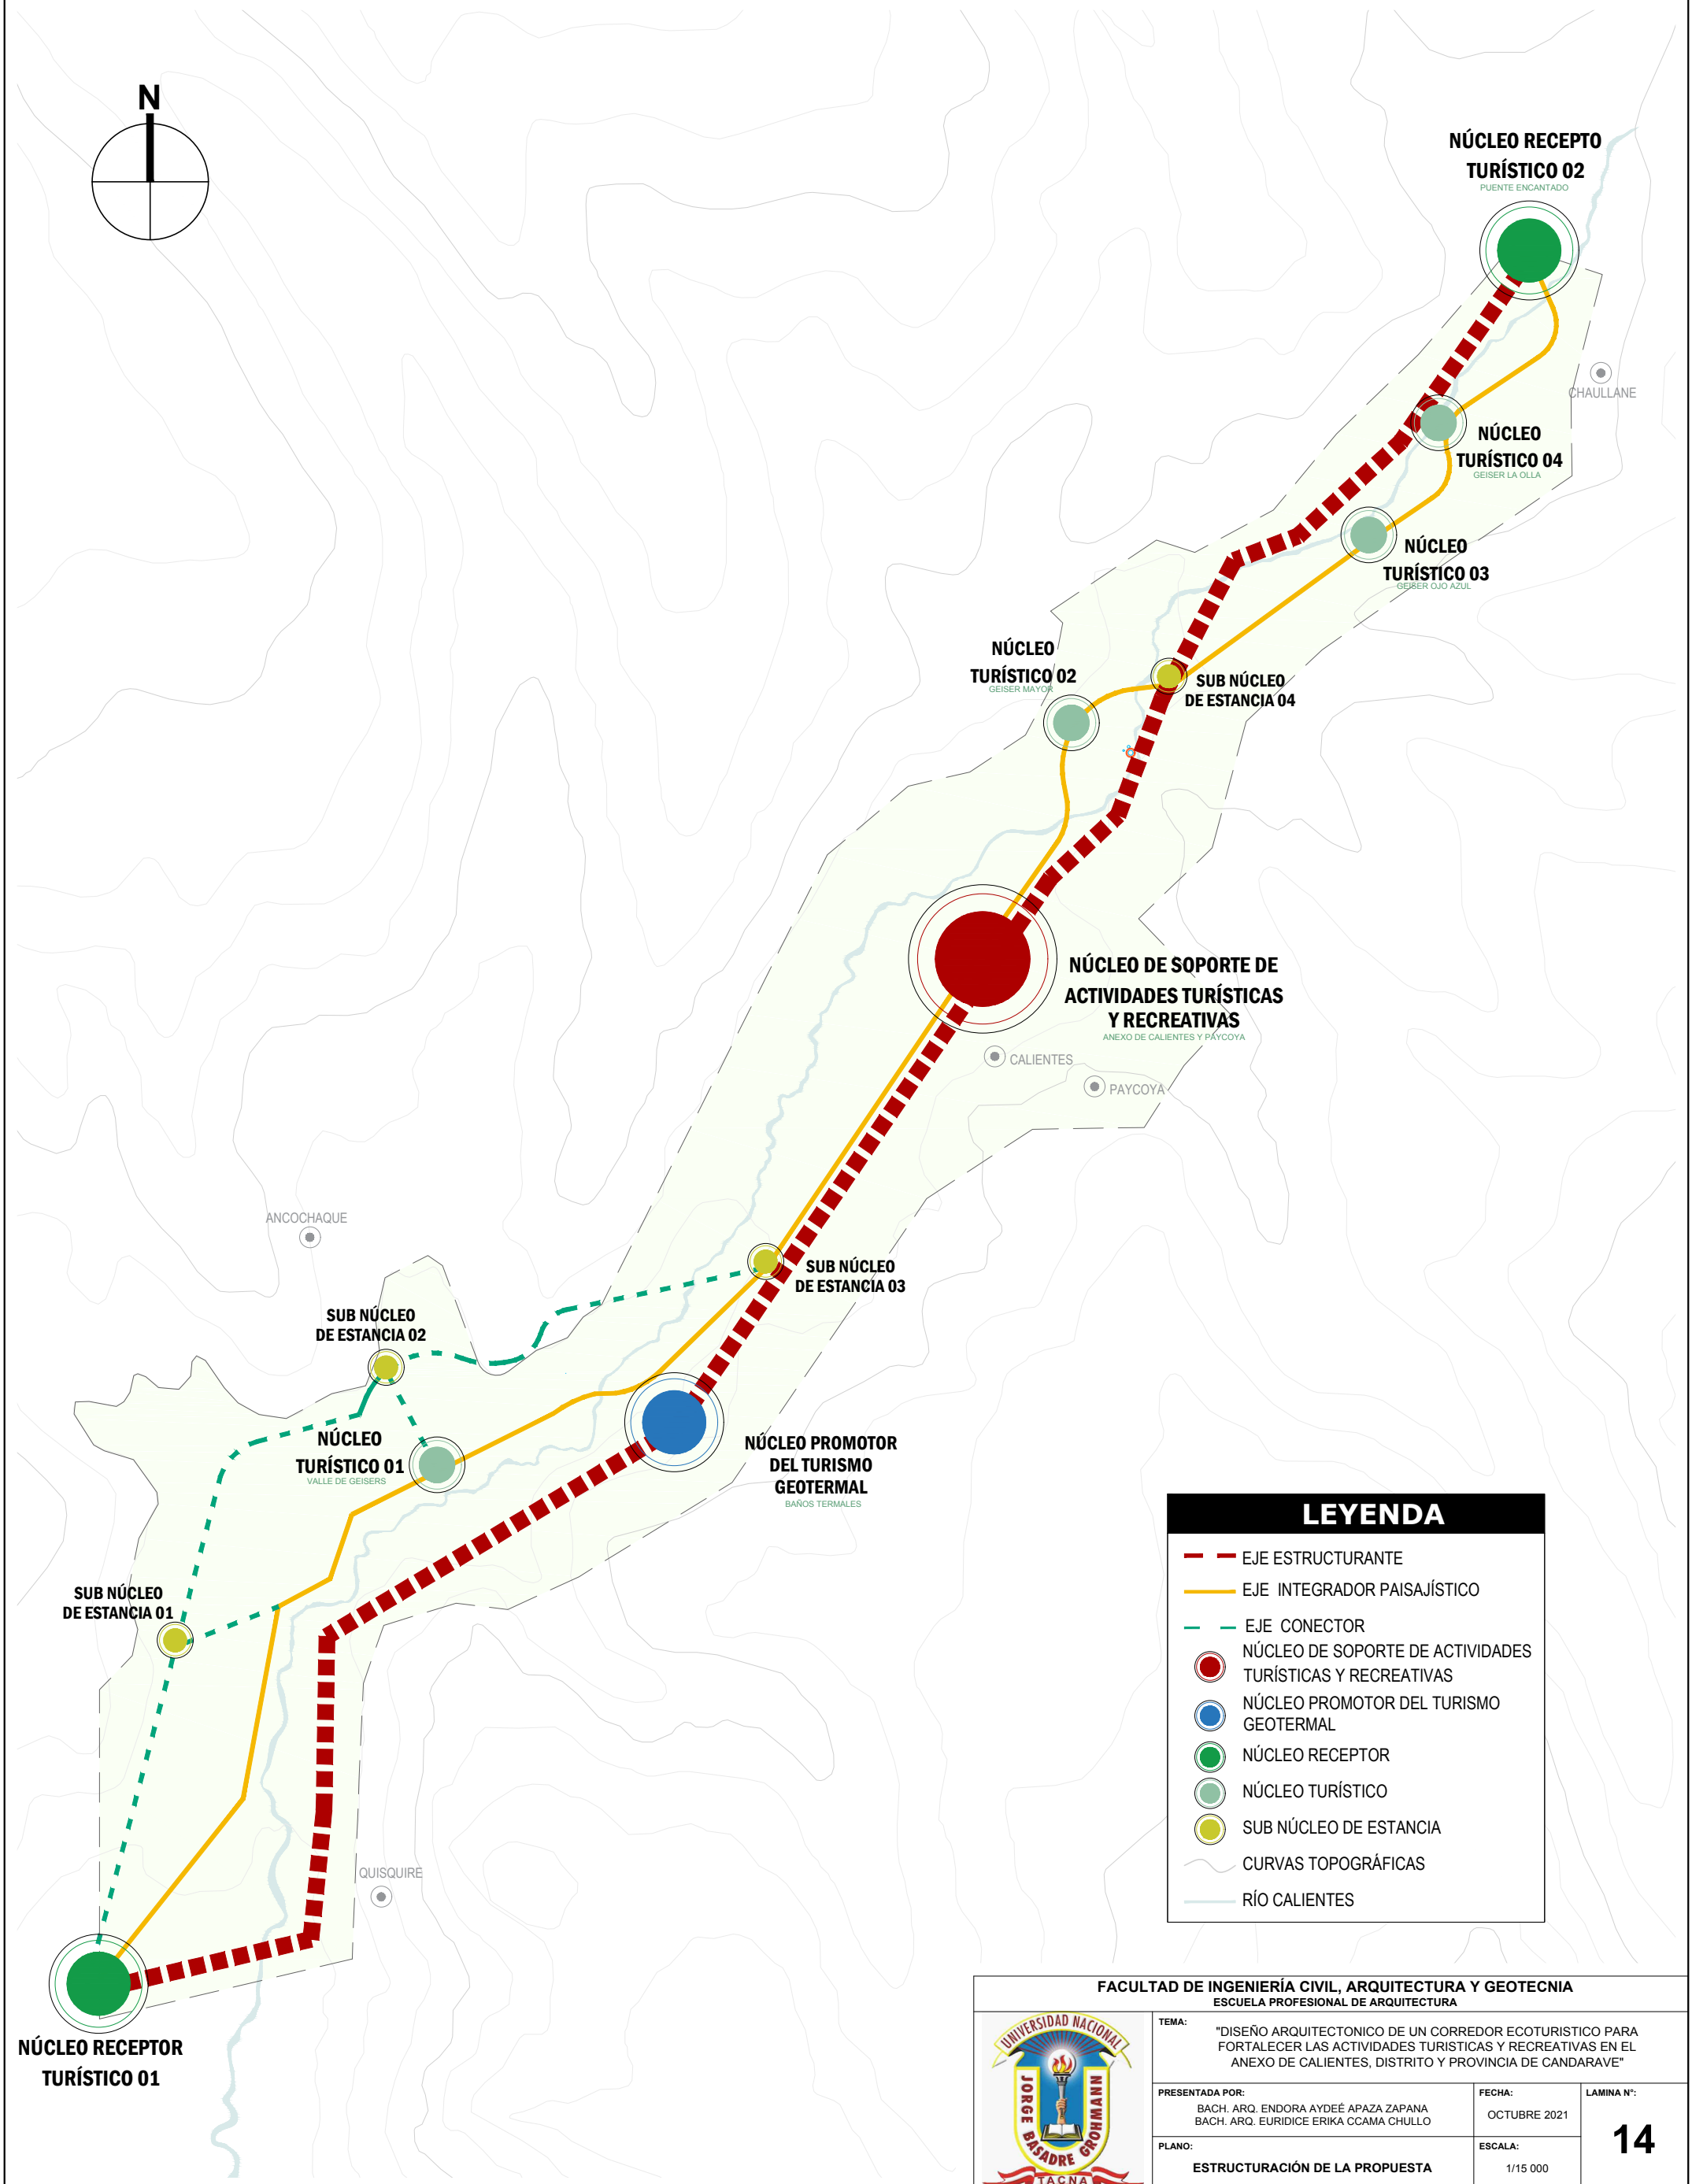 N
NÚCLEO RECEPTO
TURÍSTICO 02
PUENTE ENCANTADO
CHAULLANE
NÚCLEO
TURÍSTICO 04
GEISER LA OLLA
NÚCLEO
TURÍSTICO 03
GEISER OJO AZUL
NÚCLEO
TURÍSTICO 02
GEISER MAYOR
SUB NÚCLEO
DE ESTANCIA 04
NÚCLEO DE SOPORTE DE
ACTIVIDADES TURÍSTICAS
Y RECREATIVAS
ANEXO DE CALIENTES Y PAYCOYA
CALIENTES
PAYCOYA
ANCOCHAQUE
SUB NÚCLEO
DE ESTANCIA 03
SUB NÚCLEO
DE ESTANCIA 02
NÚCLEO
TURÍSTICO 01
VALLE DE GEISERS
NÚCLEO PROMOTOR
DEL TURISMO
GEOTERMAL
BAÑOS TERMALES
SUB NÚCLEO
DE ESTANCIA 01
QUISQUIRE
NÚCLEO RECEPTOR
TURÍSTICO 01
LEYENDA
EJE ESTRUCTURANTE
EJE INTEGRADOR PAISAJÍSTICO
EJE CONECTOR
NÚCLEO DE SOPORTE DE ACTIVIDADES
TURÍSTICAS Y RECREATIVAS
NÚCLEO PROMOTOR DEL TURISMO
GEOTERMAL
NÚCLEO RECEPTOR
NÚCLEO TURÍSTICO
SUB NÚCLEO DE ESTANCIA
CURVAS TOPOGRÁFICAS
RÍO CALIENTES
FACULTAD DE INGENIERÍA CIVIL, ARQUITECTURA Y GEOTECNIA
ESCUELA PROFESIONAL DE ARQUITECTURA
UNIVERSIDAD NACIONAL
JORGE BASADRE GROHMANN
TACNA
TEMA:
"DISEÑO ARQUITECTONICO DE UN CORREDOR ECOTURISTICO PARA
FORTALECER LAS ACTIVIDADES TURISTICAS Y RECREATIVAS EN EL
ANEXO DE CALIENTES, DISTRITO Y PROVINCIA DE CANDARAVE"
PRESENTADA POR:
BACH. ARQ. ENDORA AYDEÉ APAZA ZAPANA
BACH. ARQ. EURIDICE ERIKA CCAMA CHULLO
FECHA:
OCTUBRE 2021
LAMINA N°:
14
PLANO:
ESTRUCTURACIÓN DE LA PROPUESTA
ESCALA:
1/15 000